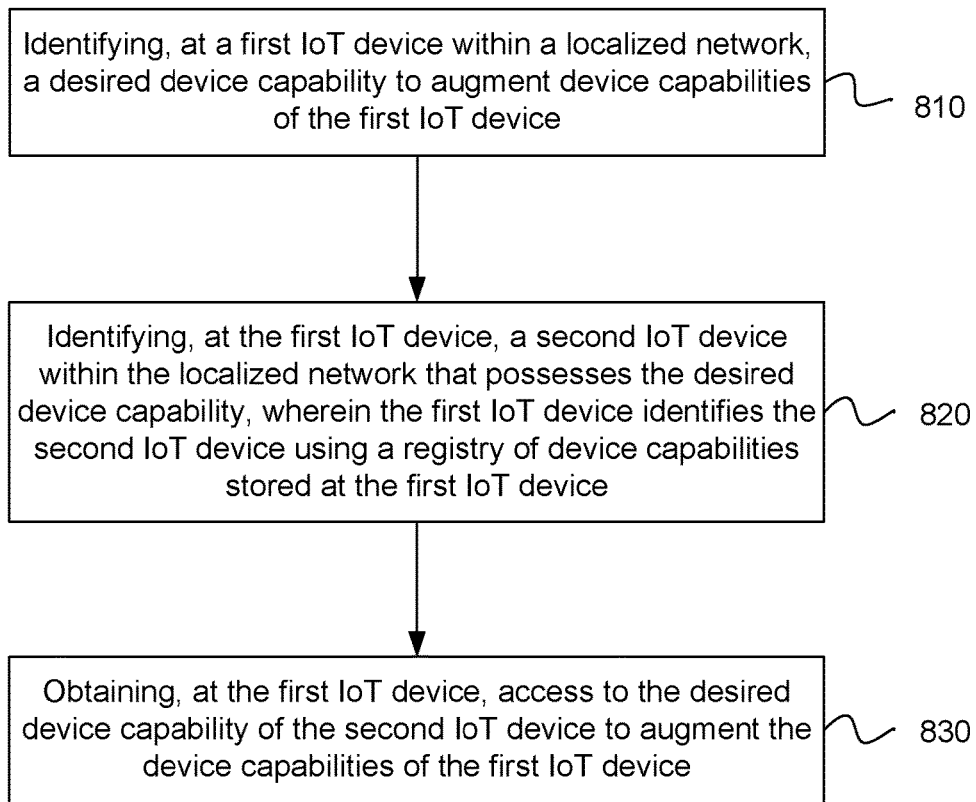 Identifying, at a first IoT device within a localized network,
a desired device capability to augment device capabilities
of the first IoT device
810
Identifying, at the first IoT device, a second IoT device
within the localized network that possesses the desired
device capability, wherein the first IoT device identifies the
second IoT device using a registry of device capabilities
stored at the first IoT device
820
Obtaining, at the first IoT device, access to the desired
device capability of the second IoT device to augment the
device capabilities of the first IoT device
830